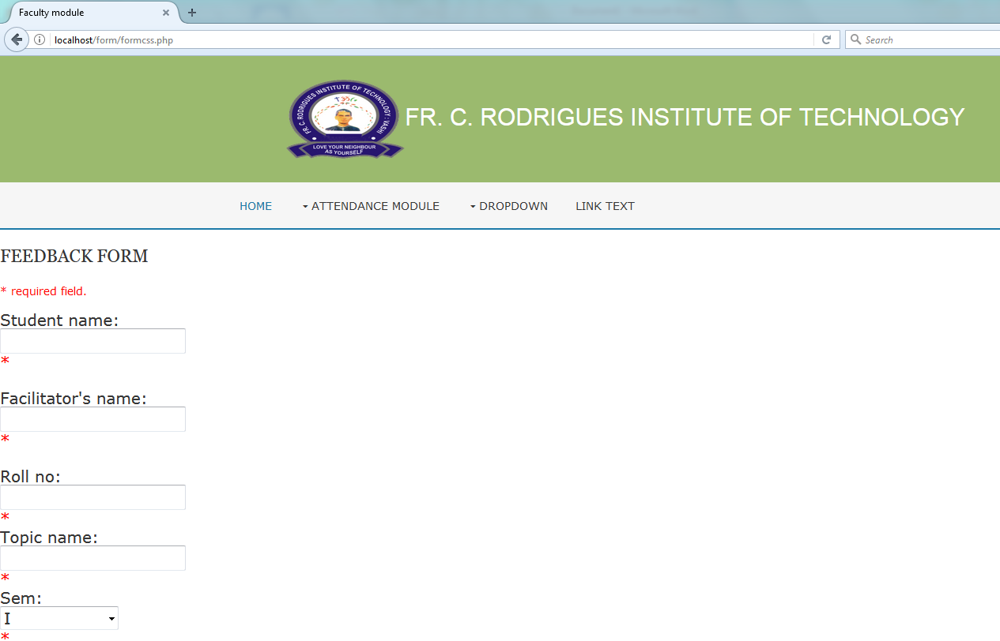 Faculty module
localhost/form/formcss.php
Search
FR. C. RODRIGUES INSTITUTE OF TECHNOLOGY : VASHI
LOVE YOUR NEIGHBOUR
AS YOURSELF
FR. C. RODRIGUES INSTITUTE OF TECHNOLOGY
HOME ATTENDANCE MODULE DROPDOWN LINK TEXT
FEEDBACK FORM
* required field.
Student name:
*
Facilitator's name:
*
Roll no:
*
Topic name:
*
Sem:
I
*